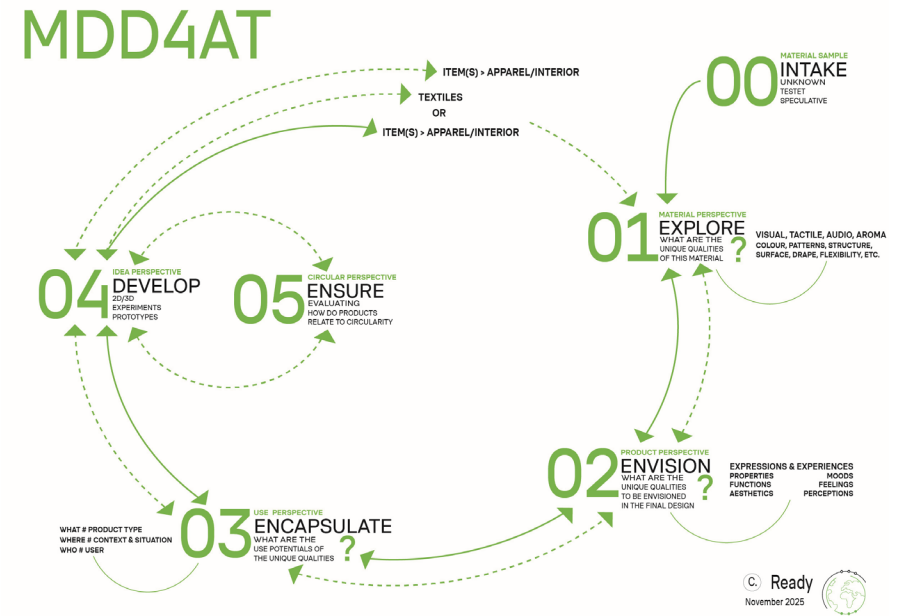 MDD4AT
ITEM(S) > APPAREL/INTERIOR
TEXTILES
OR
ITEM(S) > APPAREL/INTERIOR
00
MATERIAL SAMPLE
INTAKE
UNKNOWN
TESTET
SPECULATIVE
01
MATERIAL PERSPECTIVE
EXPLORE
WHAT ARE THE
UNIQUE QUALITIES
OF THIS MATERIAL
?
VISUAL, TACTILE, AUDIO, AROMA
COLOUR, PATTERNS, STRUCTURE,
SURFACE, DRAPE, FLEXIBILITY, ETC.
04
IDEA PERSPECTIVE
DEVELOP
2D/3D
EXPERIMENTS
PROTOTYPES
05
CIRCULAR PERSPECTIVE
ENSURE
EVALUATING
HOW DO PRODUCTS
RELATE TO CIRCULARITY
02
PRODUCT PERSPECTIVE
ENVISION
WHAT ARE THE
UNIQUE QUALITIES
TO BE ENVISIONED
IN THE FINAL DESIGN
?
EXPRESSIONS & EXPERIENCES
PROPERTIES MOODS
FUNCTIONS FEELINGS
AESTHETICS PERCEPTIONS
03
USE PERSPECTIVE
ENCAPSULATE
WHAT ARE THE
USE POTENTIALS OF
THE UNIQUE QUALITIES
?
WHAT # PRODUCT TYPE
WHERE # CONTEXT & SITUATION
WHO # USER
C. Ready
November 2025